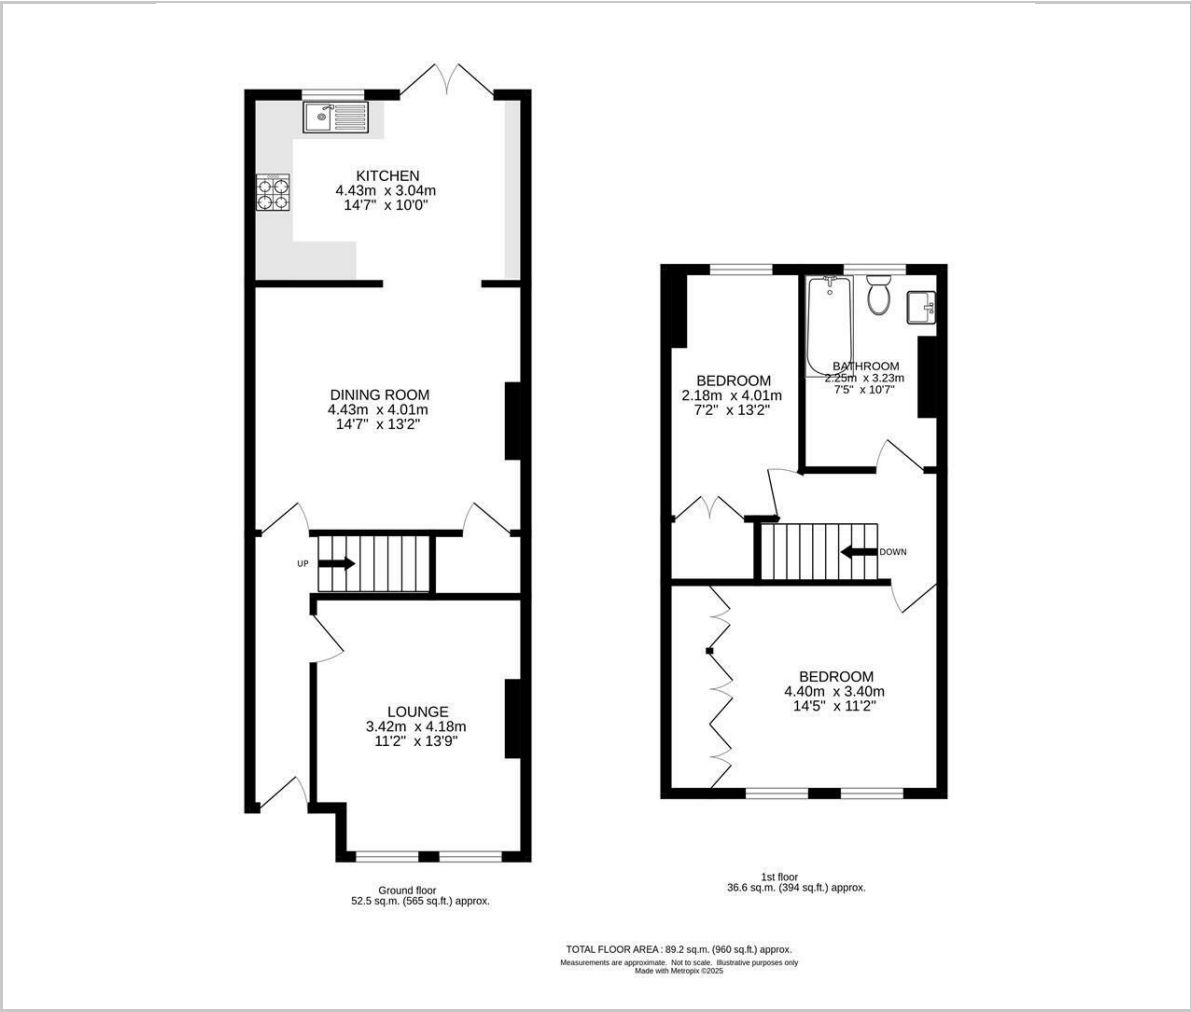 KITCHEN
4.43m x 3.04m
14'7" x 10'0"
DINING ROOM
4.43m x 4.01m
14'7" x 13'2"
UP
LOUNGE
3.42m x 4.18m
11'2" x 13'9"
Ground floor
52.5 sq.m. (565 sq.ft.) approx.
BEDROOM
2.18m x 4.01m
7'2" x 13'2"
BATHROOM
2.25m x 3.23m
7'5" x 10'7"
DOWN
BEDROOM
4.40m x 3.40m
14'5" x 11'2"
1st floor
36.6 sq.m. (394 sq.ft.) approx.
TOTAL FLOOR AREA : 89.2 sq.m. (960 sq.ft.) approx.
Measurements are approximate. Not to scale. Illustrative purposes only
Made with Metropix ©2025